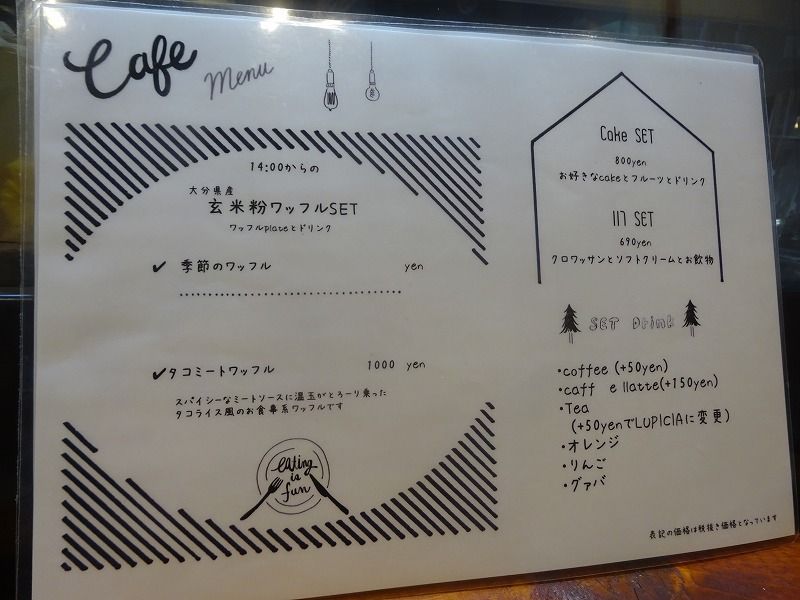 Cafe Menu
14:00からの
大分県産
玄米粉ワッフルSET
ワッフルplateとドリンク
✔ 季節のワッフル yen
✔タコミートワッフル 1000 yen
スパイシーなミートソースに温玉がとろーり乗った
タコライス風のお食事系ワッフルです
eating
is
fun
Cake SET
800yen
お好きなcakeとフルーツとドリンク
117 SET
690yen
クロワッサンとソフトクリームとお飲物
SET Drink
・coffee (+50yen)
・caff e llatte(+150yen)
・Tea
(+50yenでLUPICIAに変更)
・オレンジ
・りんご
・グァバ
表記の価格は税抜き価格となっています